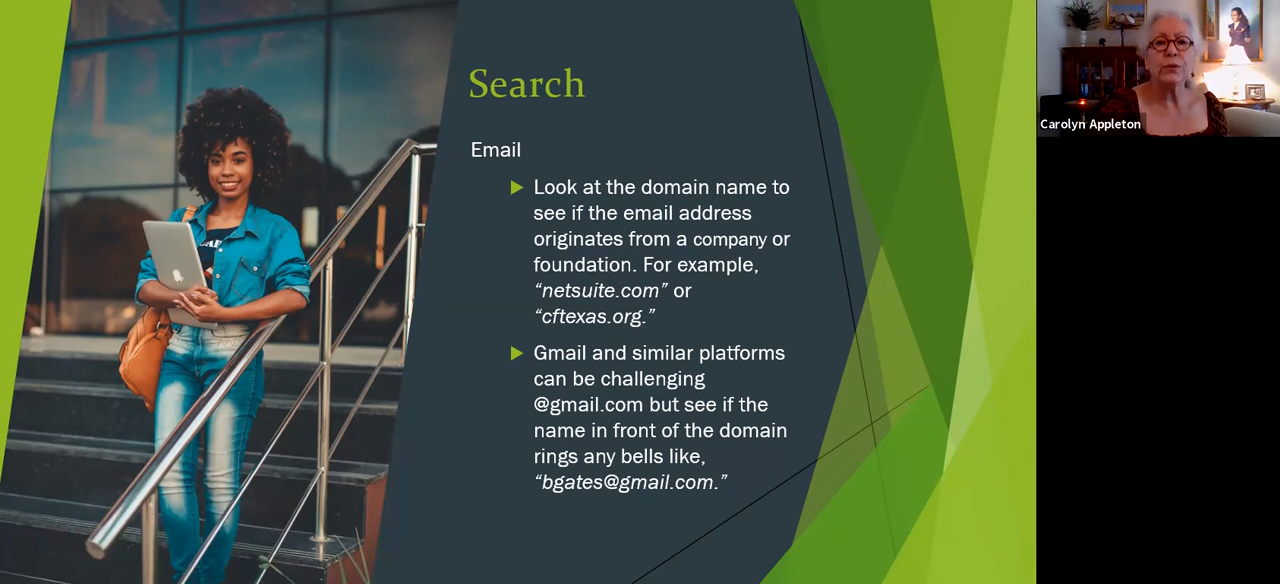 Search
Email
Look at the domain name to
see if the email address
originates from a company or
foundation. For example,
“netsuite.com” or
“cftexas.org.”
Gmail and similar platforms
can be challenging
@gmail.com but see if the
name in front of the domain
rings any bells like,
“bgates@gmail.com.”
Carolyn Appleton